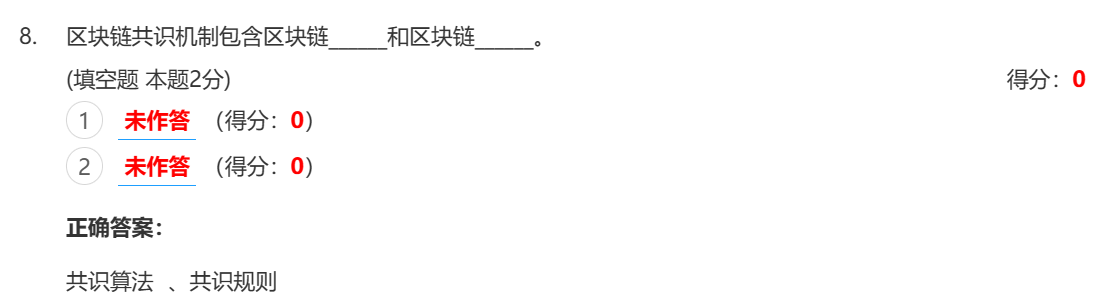 8. 区块链共识机制包含区块链______和区块链______。
(填空题 本题2分) 得分：0
1 未作答 （得分：0）
2 未作答 （得分：0）
正确答案：
共识算法 、共识规则